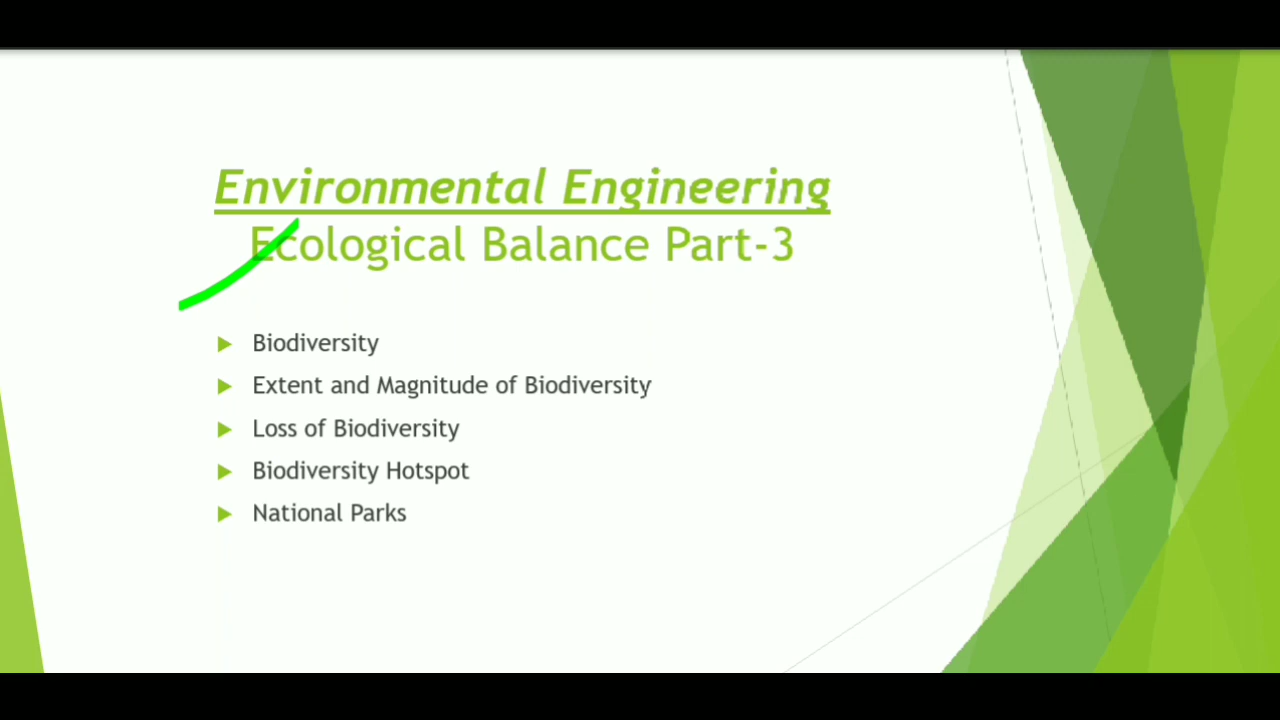 Environmental Engineering
Ecological Balance Part-3
Biodiversity
Extent and Magnitude of Biodiversity
Loss of Biodiversity
Biodiversity Hotspot
National Parks